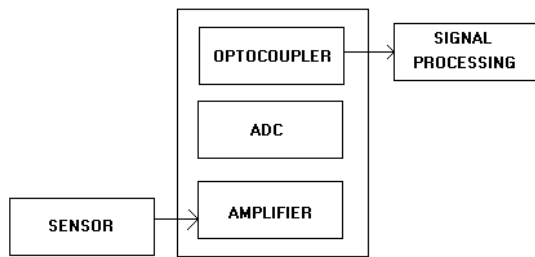 OPTOCOUPLER
SIGNAL
PROCESSING
ADC
AMPLIFIER
SENSOR